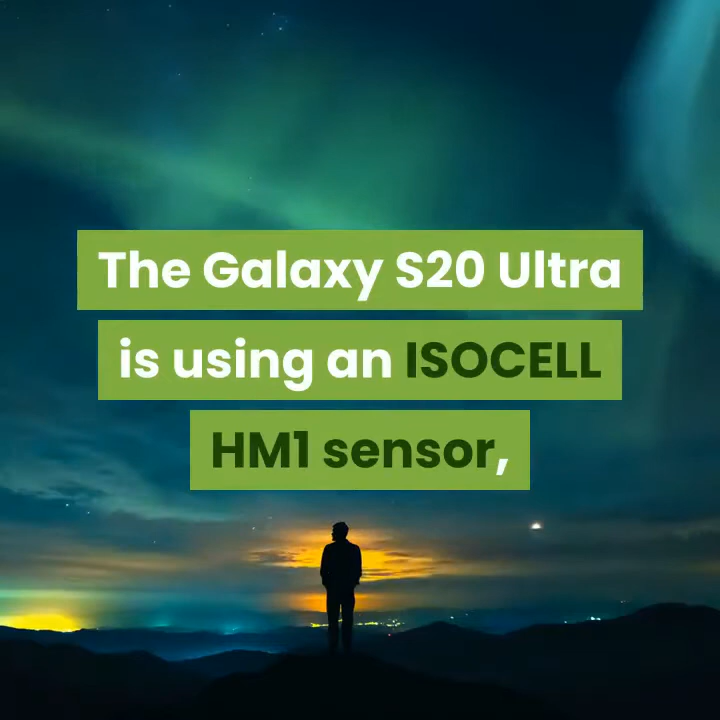 The Galaxy S20 Ultra
is using an ISOCELL
HM1 sensor,